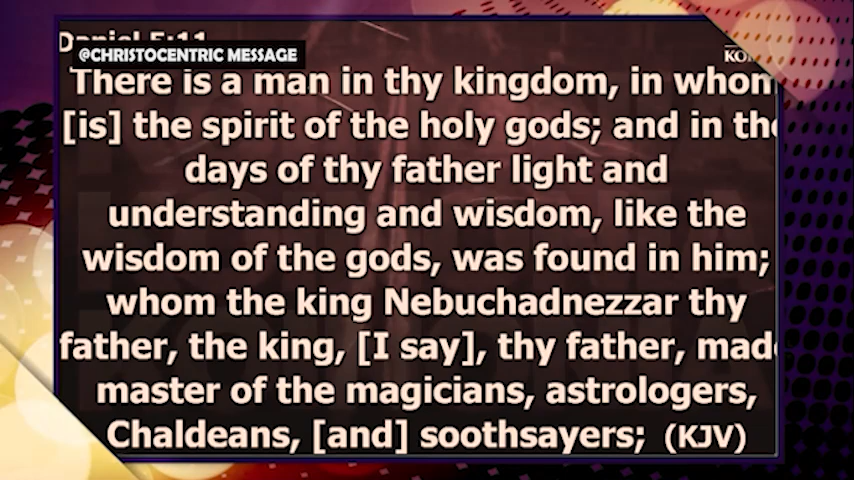 Daniel 5:11
@CHRISTOCENTRIC MESSAGE
There is a man in thy kingdom, in whom
[is] the spirit of the holy gods; and in the
days of thy father light and
understanding and wisdom, like the
wisdom of the gods, was found in him;
whom the king Nebuchadnezzar thy
father, the king, [I say], thy father, made
master of the magicians, astrologers,
Chaldeans, [and] soothsayers; (KJV)